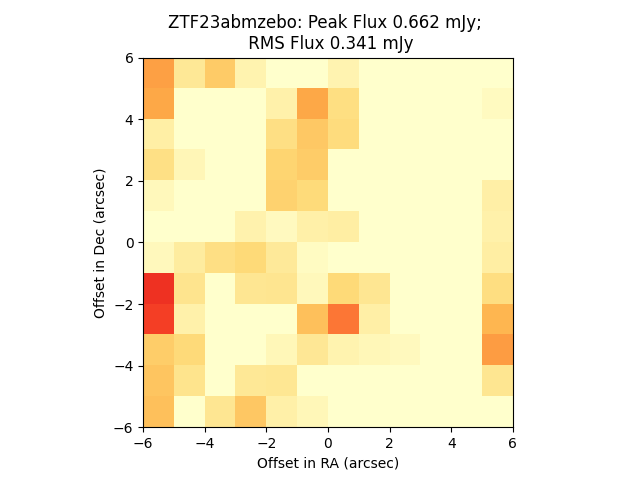 ZTF23abmzebo: Peak Flux 0.662 mJy;
RMS Flux 0.341 mJy
6
4
2
0
−2
−4
−6
Offset in Dec (arcsec)
−6 −4 −2 0 2 4 6
Offset in RA (arcsec)